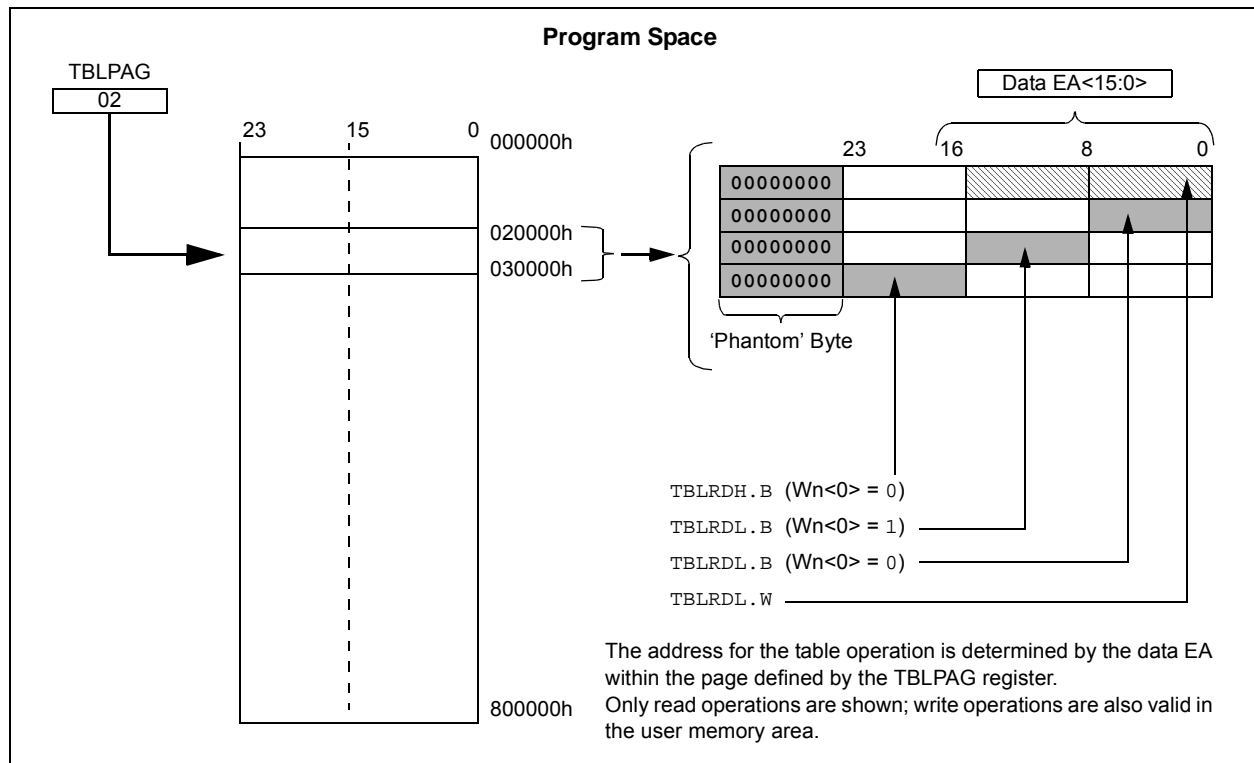 Program Space
TBLPAG
02
Data EA<15:0>
23 15 0
000000h
23 16 8 0
00000000
00000000
00000000
00000000
020000h
030000h
‘Phantom’ Byte
TBLRDH.B (Wn<0> = 0)
TBLRDL.B (Wn<0> = 1)
TBLRDL.B (Wn<0> = 0)
TBLRDL.W
The address for the table operation is determined by the data EA
within the page defined by the TBLPAG register.
Only read operations are shown; write operations are also valid in
the user memory area.
800000h